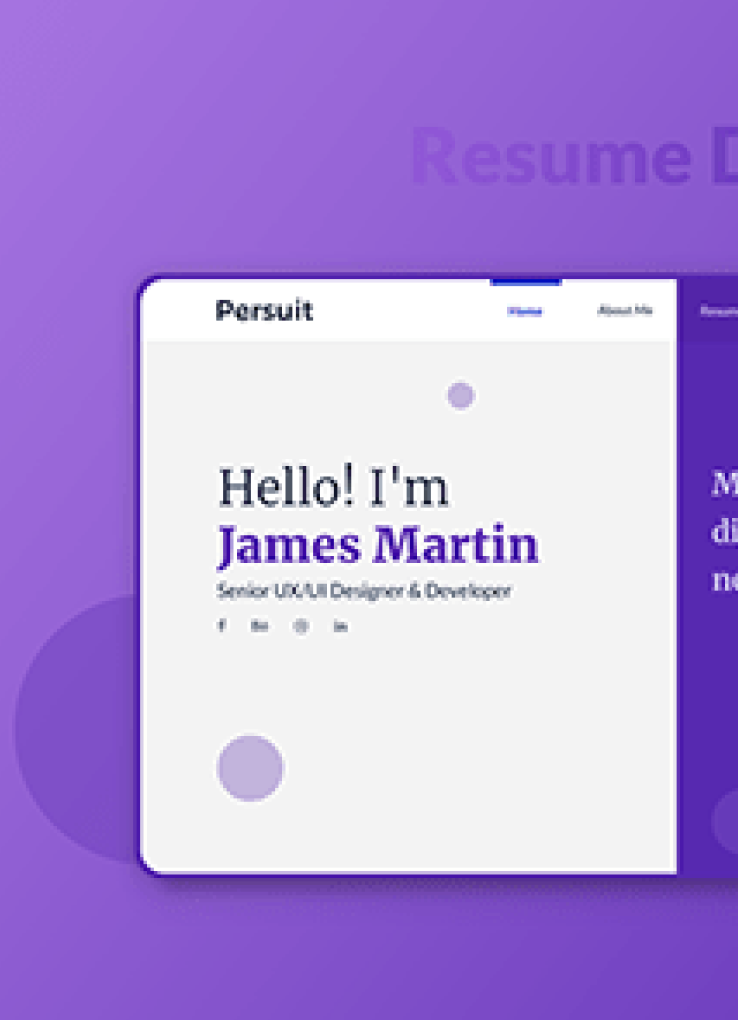 Resume D
Persuit Home About Me Resume
Hello! I'm
James Martin
Senior UX/UI Designer & Developer
f Be in
M
di
ne